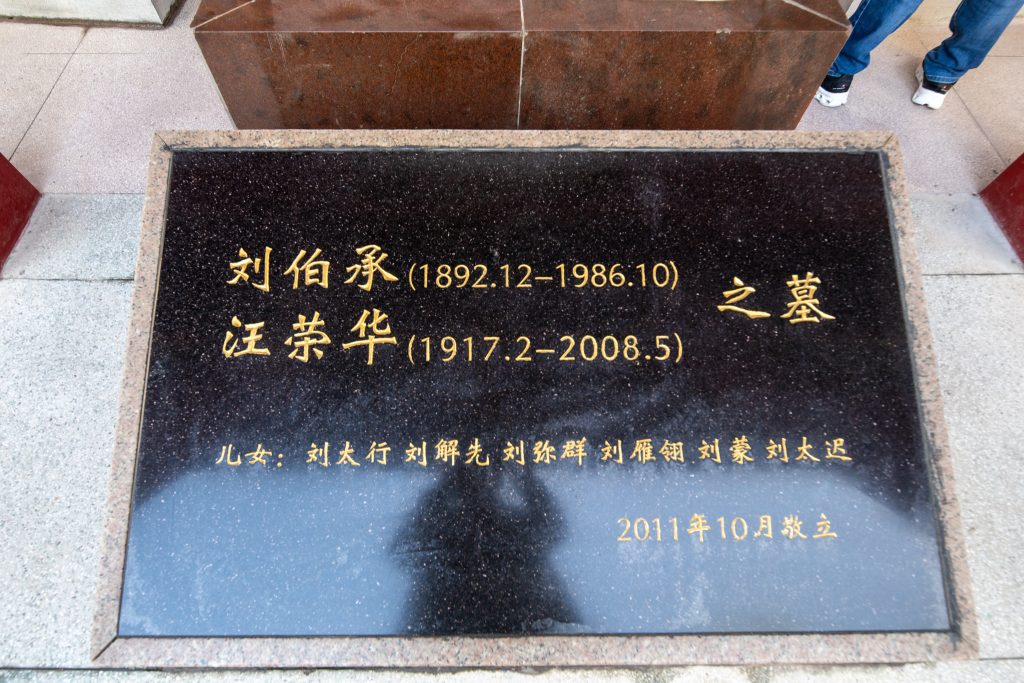 刘伯承(1892.12–1986.10)
汪荣华(1917.2–2008.5)
之墓
儿女：刘太行 刘解先 刘弥群 刘雁翎 刘蒙 刘太迟
2011年10月敬立